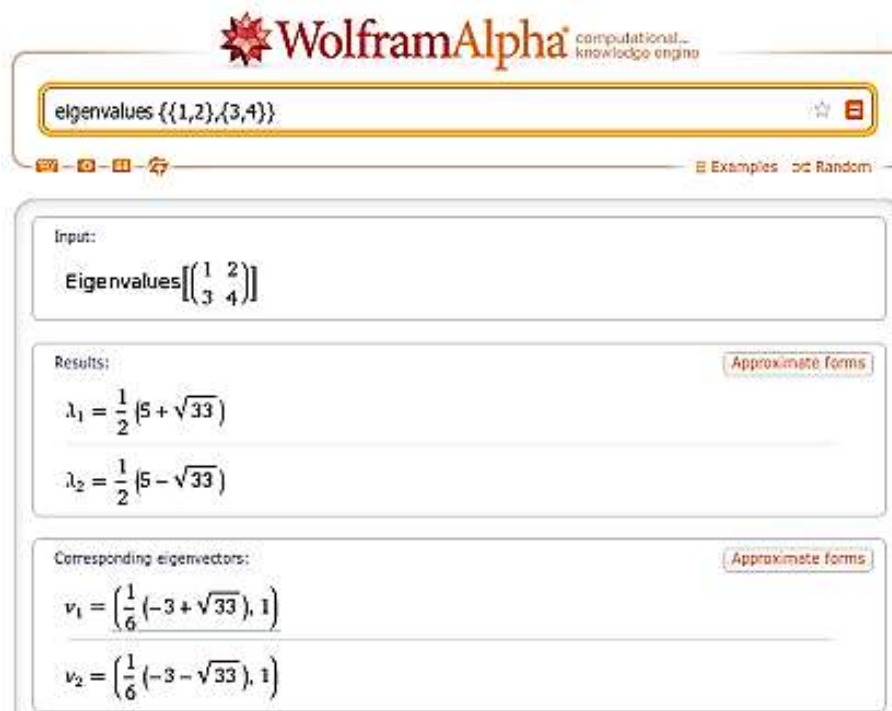 WolframAlpha computational... knowledge engine
eigenvalues {{1,2},{3,4}}
Examples Random
Input:
Eigenvalues[(1 2
3 4)]
Results:
Approximate forms
λ₁ = 1/2 (5 + √33)
λ₂ = 1/2 (5 − √33)
Corresponding eigenvectors:
Approximate forms
v₁ = (1/6 (−3 + √33), 1)
v₂ = (1/6 (−3 − √33), 1)